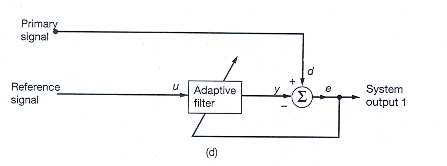 Primary
signal
d
+
Reference
signal
u
Adaptive
filter
y
−
Σ
e
System
output 1
(d)